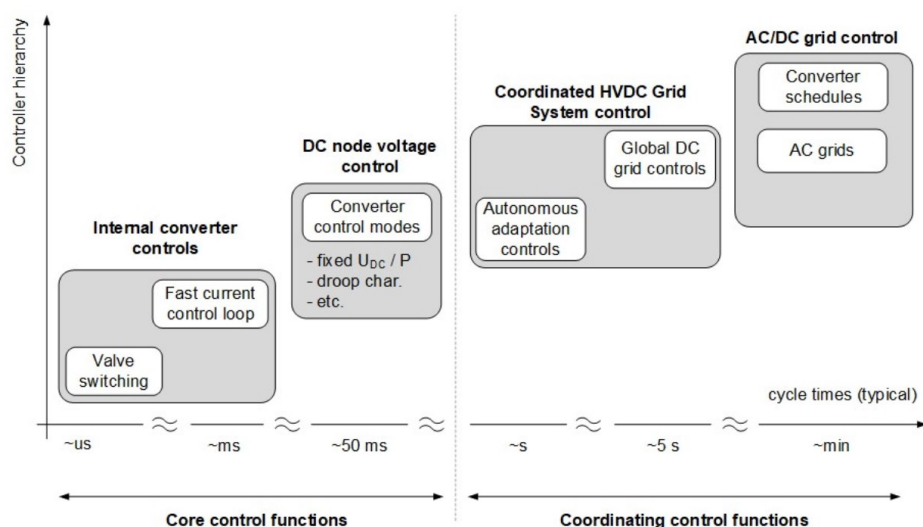 Controller hierarchy
AC/DC grid control
Converter
schedules
AC grids
Coordinated HVDC Grid
System control
Global DC
grid controls
Autonomous
adaptation
controls
DC node voltage
control
Converter
control modes
- fixed U_DC / P
- droop char.
- etc.
Internal converter
controls
Fast current
control loop
Valve
switching
cycle times (typical)
~us
~ms
~50 ms
~s
~5 s
~min
Core control functions
Coordinating control functions